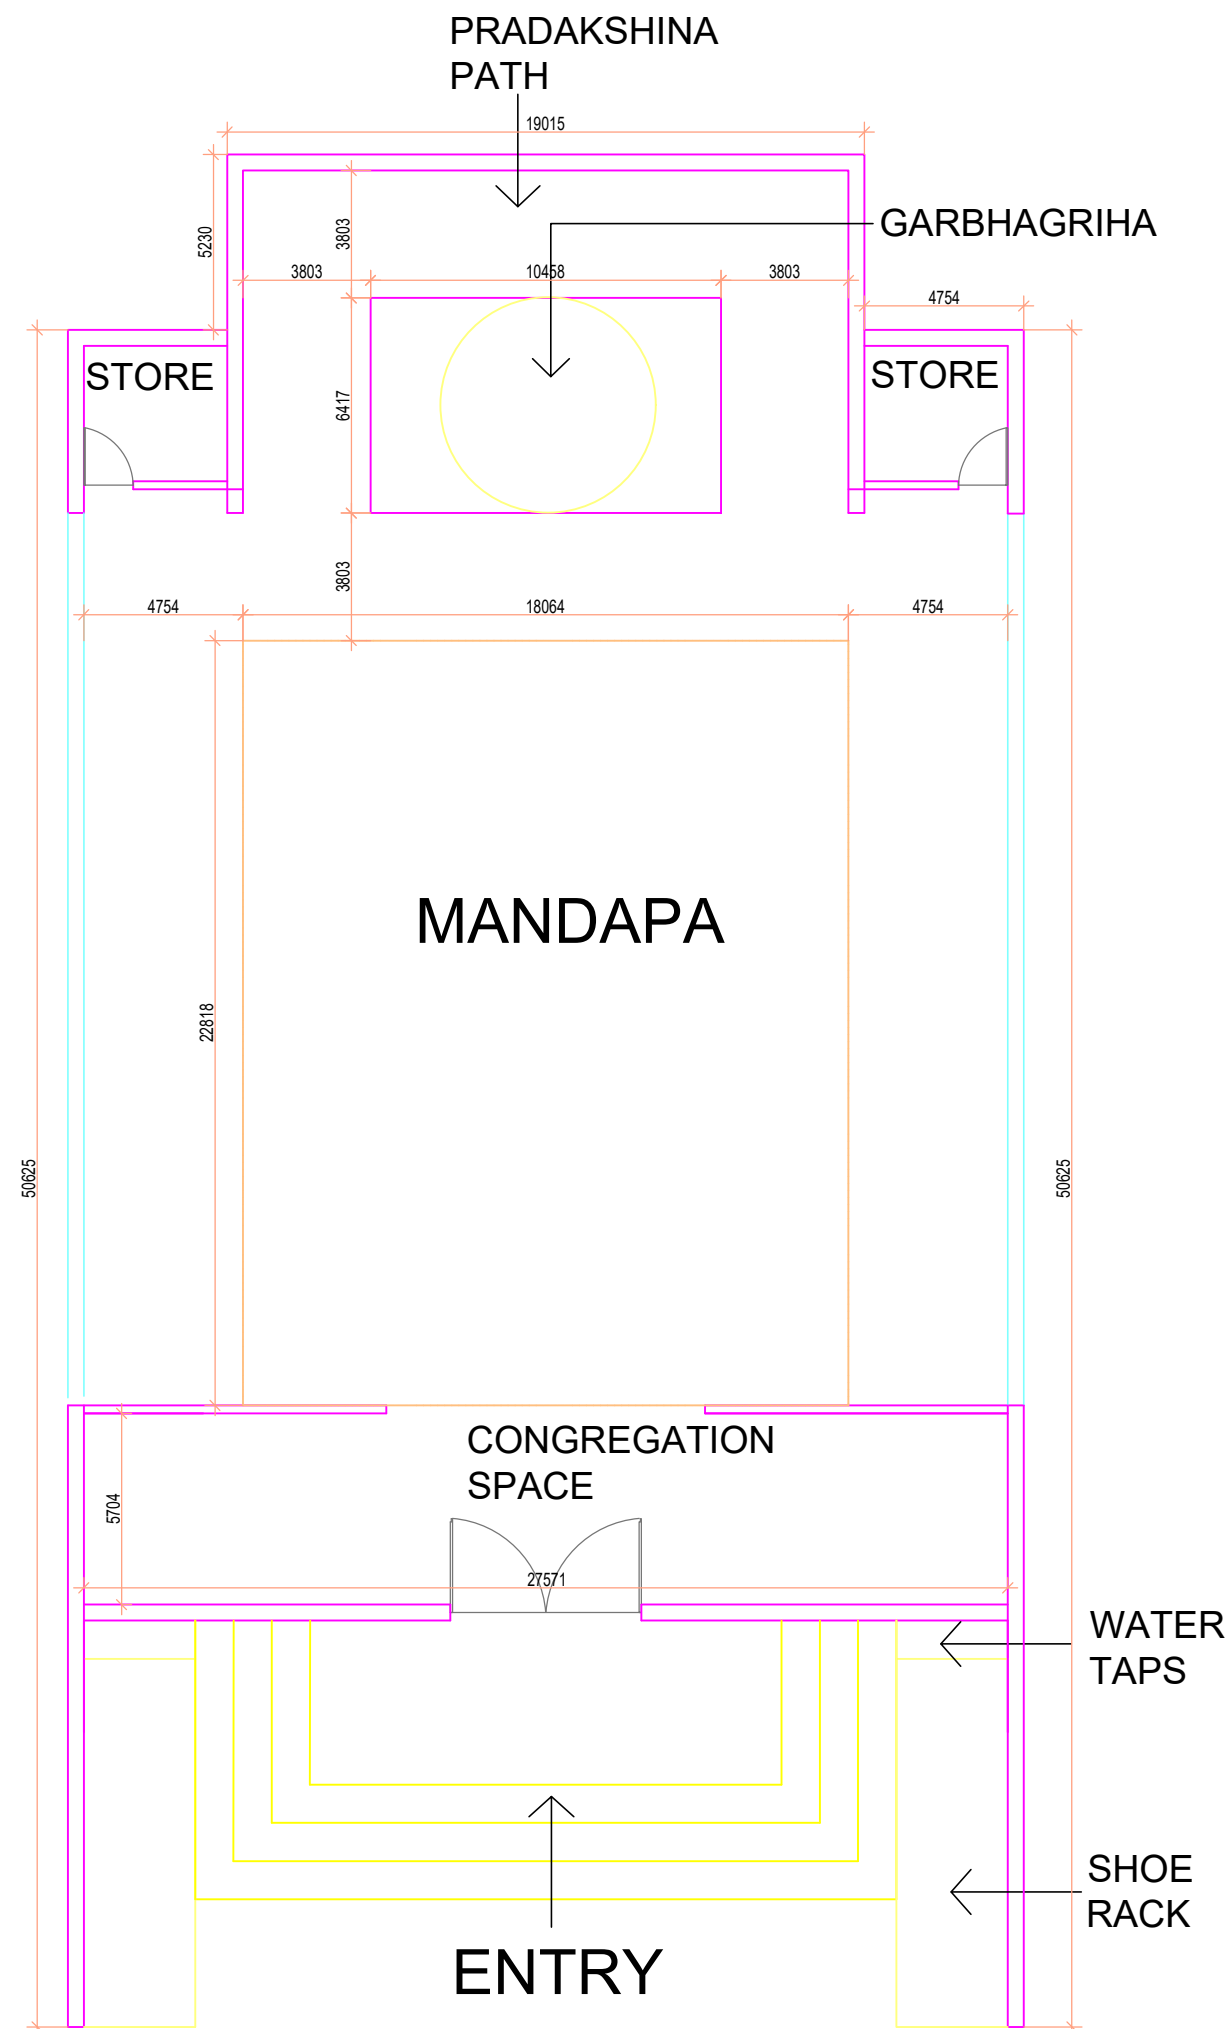 PRADAKSHINA
PATH
19015
5230
3803
GARBHAGRIHA
3803
10458
3803
4754
STORE
STORE
6417
3803
4754
18064
4754
MANDAPA
22818
50625
50625
CONGREGATION
SPACE
5704
27571
WATER
TAPS
SHOE
RACK
ENTRY